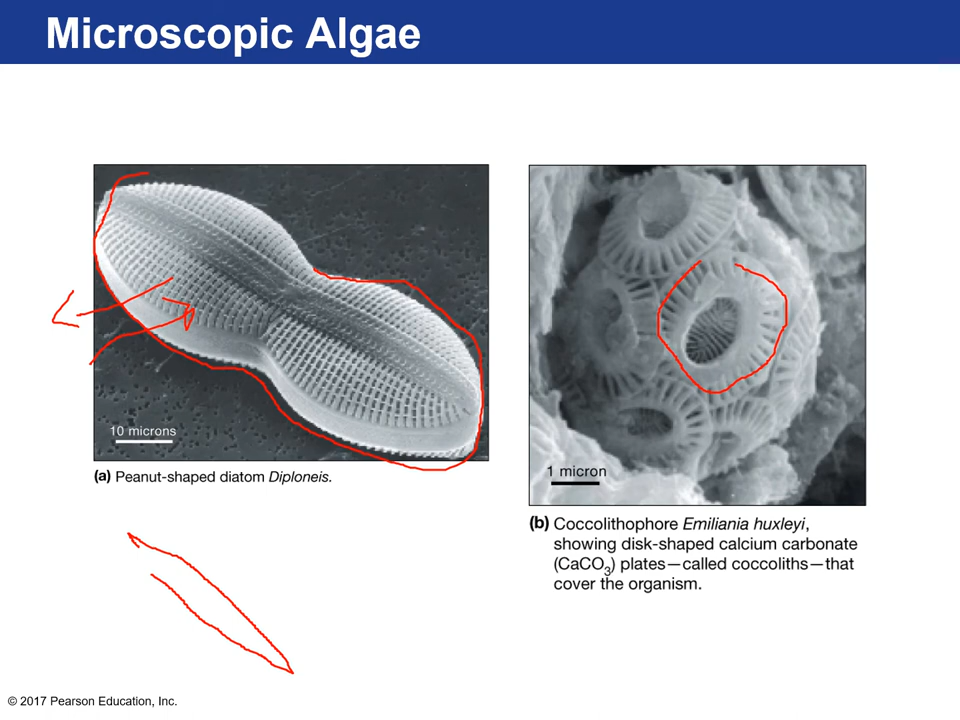 Microscopic Algae
10 microns
(a) Peanut-shaped diatom Diploneis.
1 micron
(b) Coccolithophore Emiliania huxleyi,
showing disk-shaped calcium carbonate
(CaCO₃) plates—called coccoliths—that
cover the organism.
© 2017 Pearson Education, Inc.